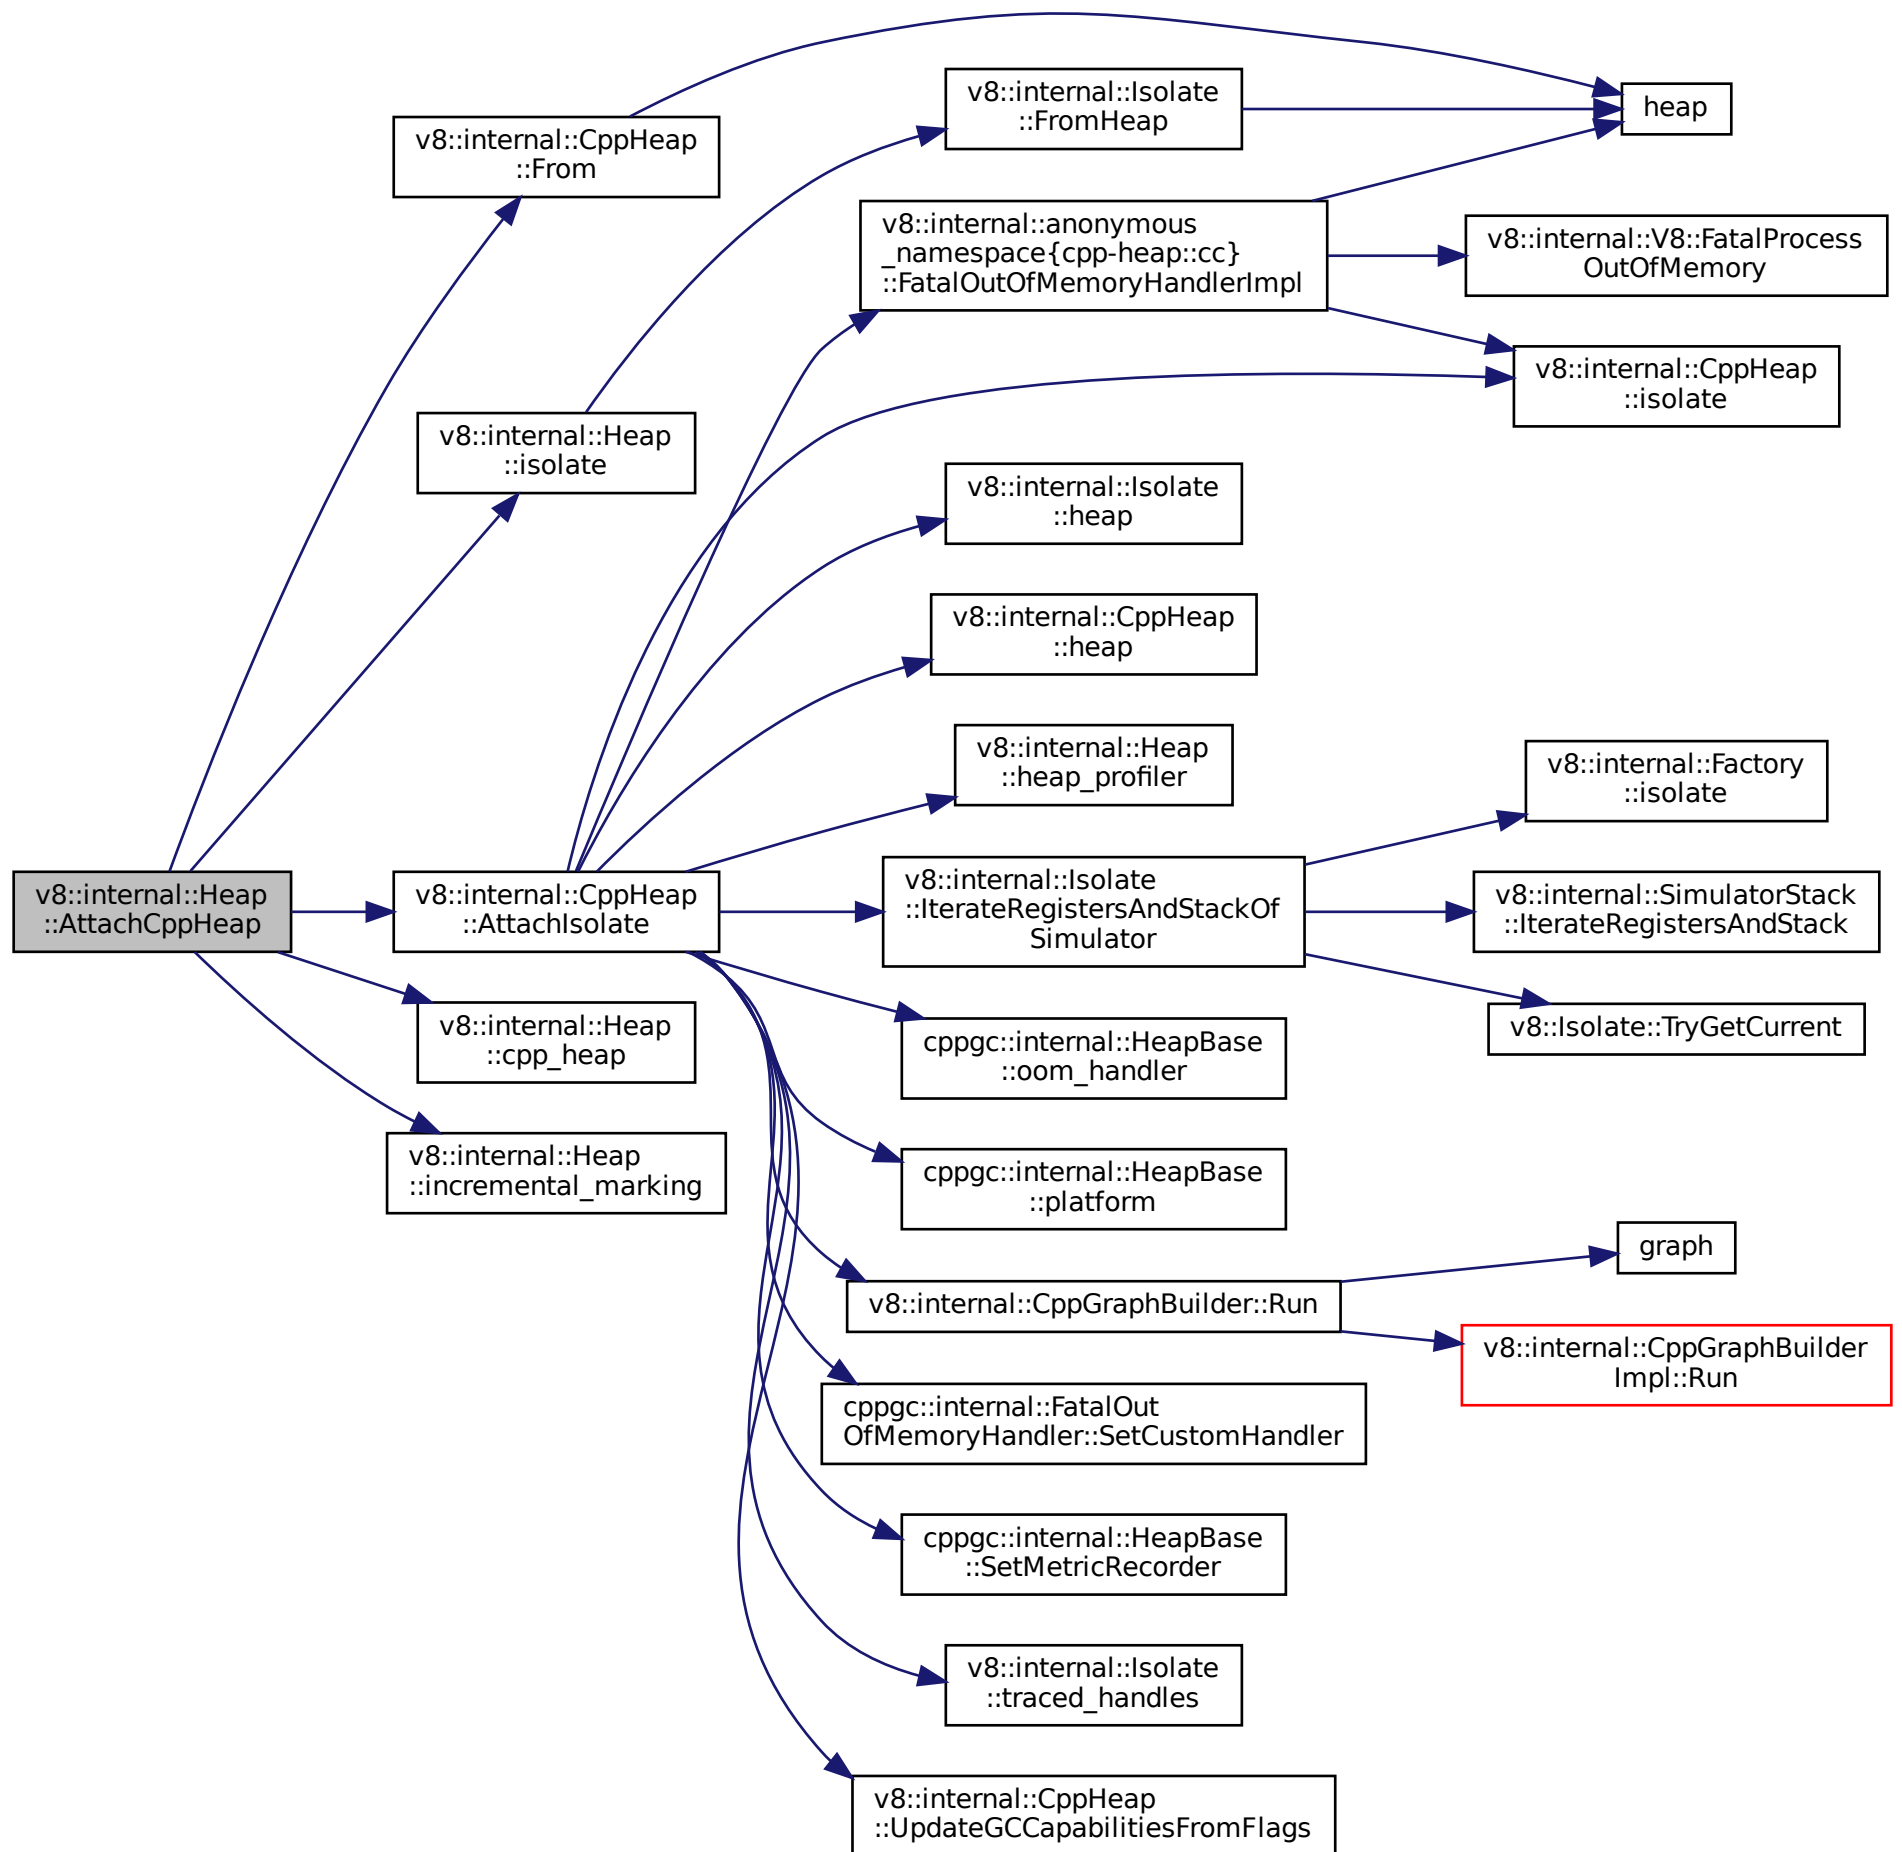 v8::internal::Heap
::AttachCppHeap
v8::internal::CppHeap
::From
v8::internal::Heap
::isolate
v8::internal::CppHeap
::AttachIsolate
v8::internal::Heap
::cpp_heap
v8::internal::Heap
::incremental_marking
v8::internal::Isolate
::FromHeap
v8::internal::anonymous
_namespace{cpp-heap::cc}
::FatalOutOfMemoryHandlerImpl
v8::internal::Isolate
::heap
v8::internal::CppHeap
::heap
v8::internal::Heap
::heap_profiler
v8::internal::Isolate
::IterateRegistersAndStackOf
Simulator
cppgc::internal::HeapBase
::oom_handler
cppgc::internal::HeapBase
::platform
v8::internal::CppGraphBuilder::Run
cppgc::internal::FatalOut
OfMemoryHandler::SetCustomHandler
cppgc::internal::HeapBase
::SetMetricRecorder
v8::internal::Isolate
::traced_handles
v8::internal::CppHeap
::UpdateGCCapabilitiesFromFlags
heap
v8::internal::V8::FatalProcess
OutOfMemory
v8::internal::CppHeap
::isolate
v8::internal::Factory
::isolate
v8::internal::SimulatorStack
::IterateRegistersAndStack
v8::Isolate::TryGetCurrent
graph
v8::internal::CppGraphBuilder
Impl::Run